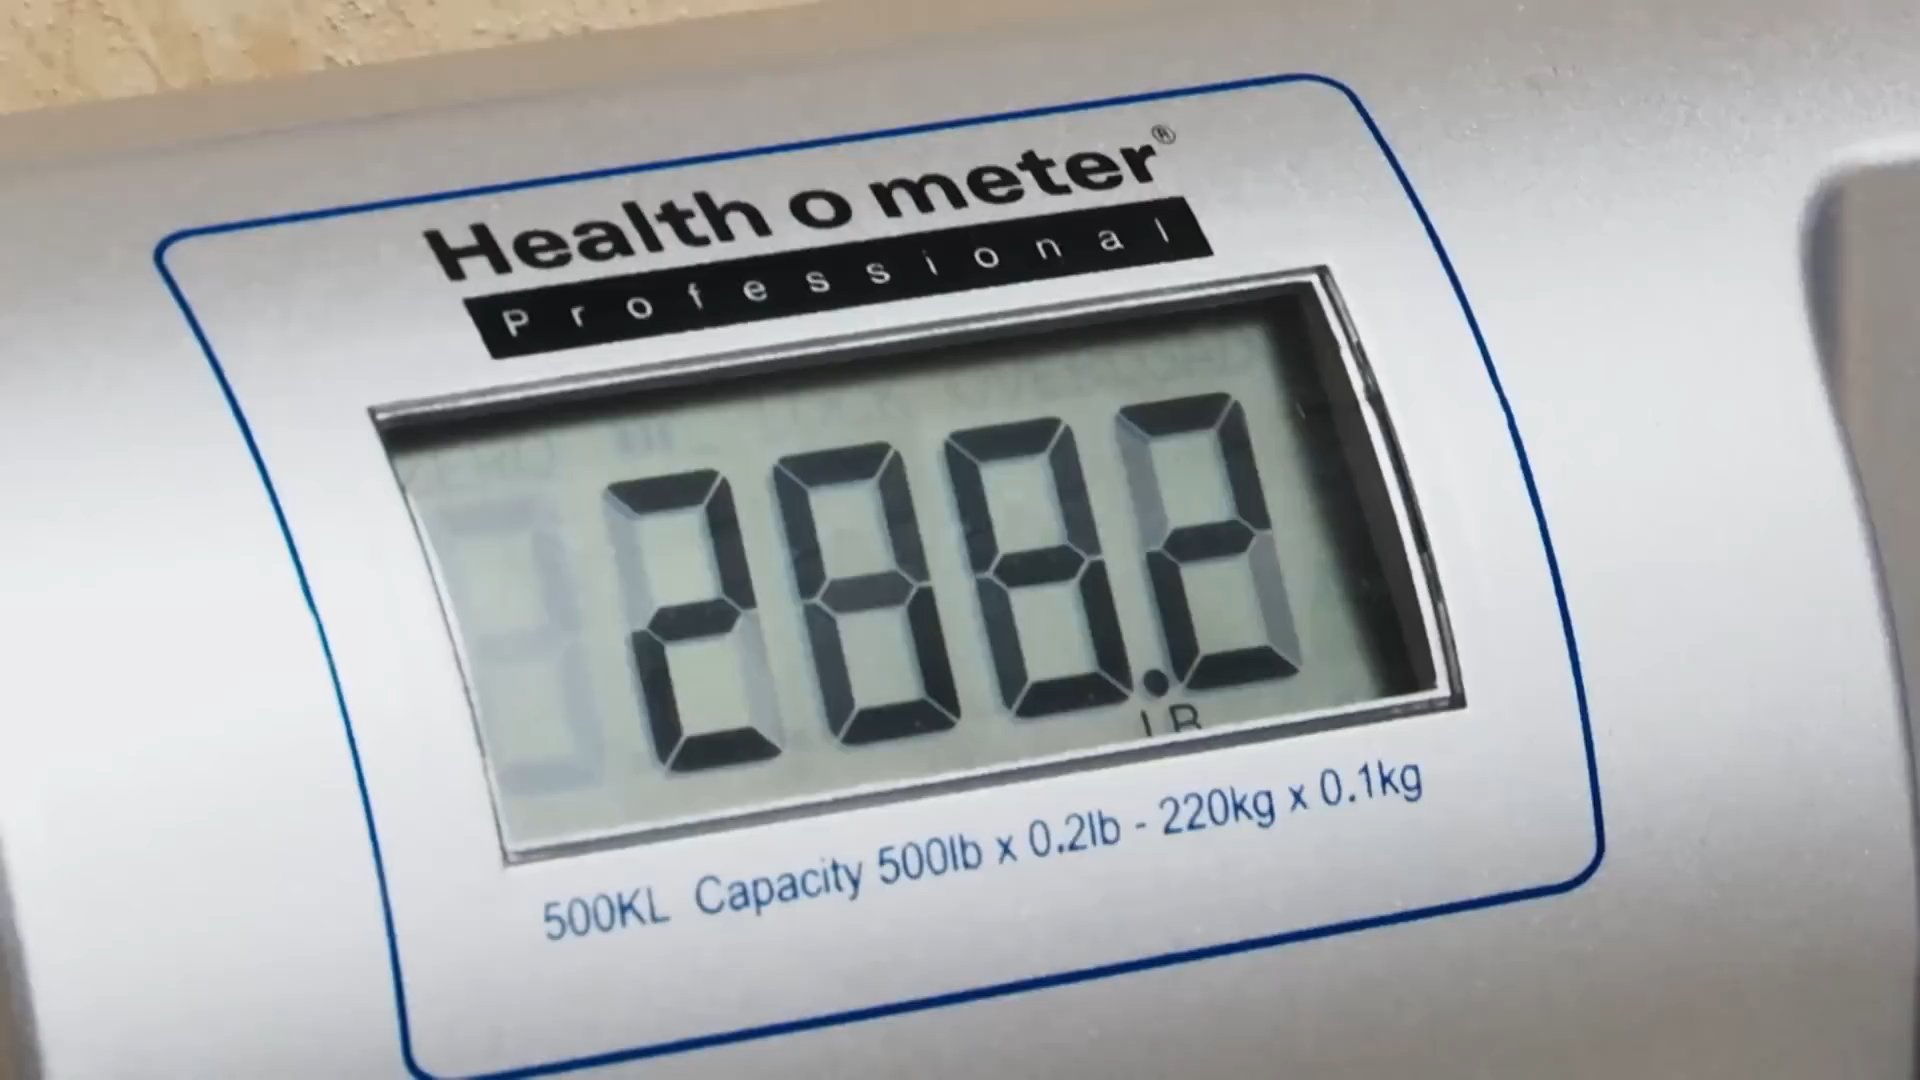 Health o meter®
Professional
288.2
LB
500KL Capacity 500lb x 0.2lb - 220kg x 0.1kg